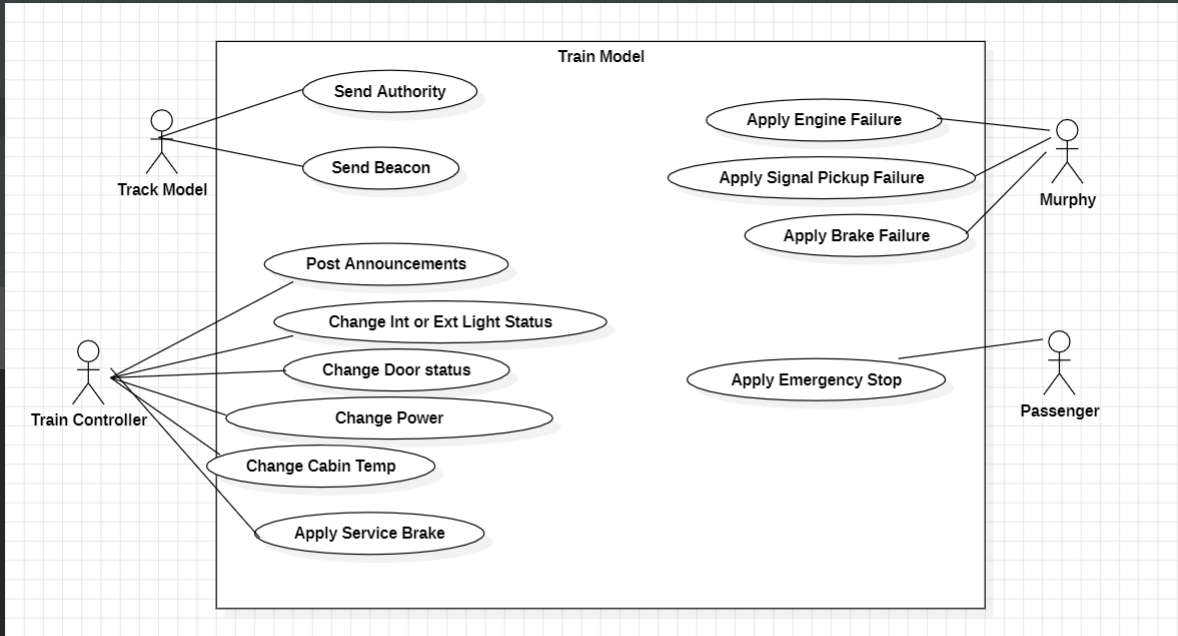 Train Model
Send Authority
Send Beacon
Track Model
Apply Engine Failure
Apply Signal Pickup Failure
Apply Brake Failure
Murphy
Post Announcements
Change Int or Ext Light Status
Change Door status
Change Power
Change Cabin Temp
Apply Service Brake
Train Controller
Apply Emergency Stop
Passenger